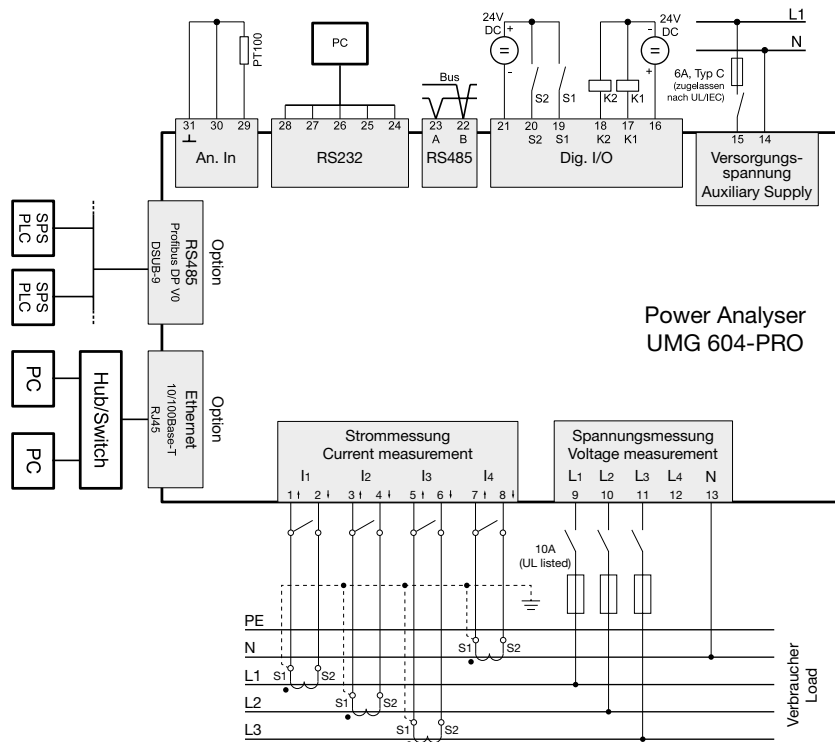 24V DC + = -
24V DC - = +
L1
N
PC
PT100
6A, Typ C
(zugelassen
nach UL/IEC)
Bus
S2 S1
K2 K1
31 30 29
28 27 26 25 24
23 22
21 20 19 18 17 16
15 14
A B
S2 S1 K2 K1
An. In
RS232
RS485
Dig. I/O
Versorgungs-
spannung
Auxiliary Supply
SPS
PLC
SPS
PLC
RS485
Profibus DP V0
DSUB-9
Option
Power Analyser
UMG 604-PRO
PC
PC
Hub/Switch
Ethernet
10/100Base-T
RJ45
Option
Strommessung
Current measurement
I1 I2 I3 I4
1 2 3 4 5 6 7 8
Spannungsmessung
Voltage measurement
L1 L2 L3 L4 N
9 10 11 12 13
10A
(UL listed)
PE
N
S1 S2
L1
S1 S2
L2
S1 S2
L3
S1 S2
Verbraucher
Load